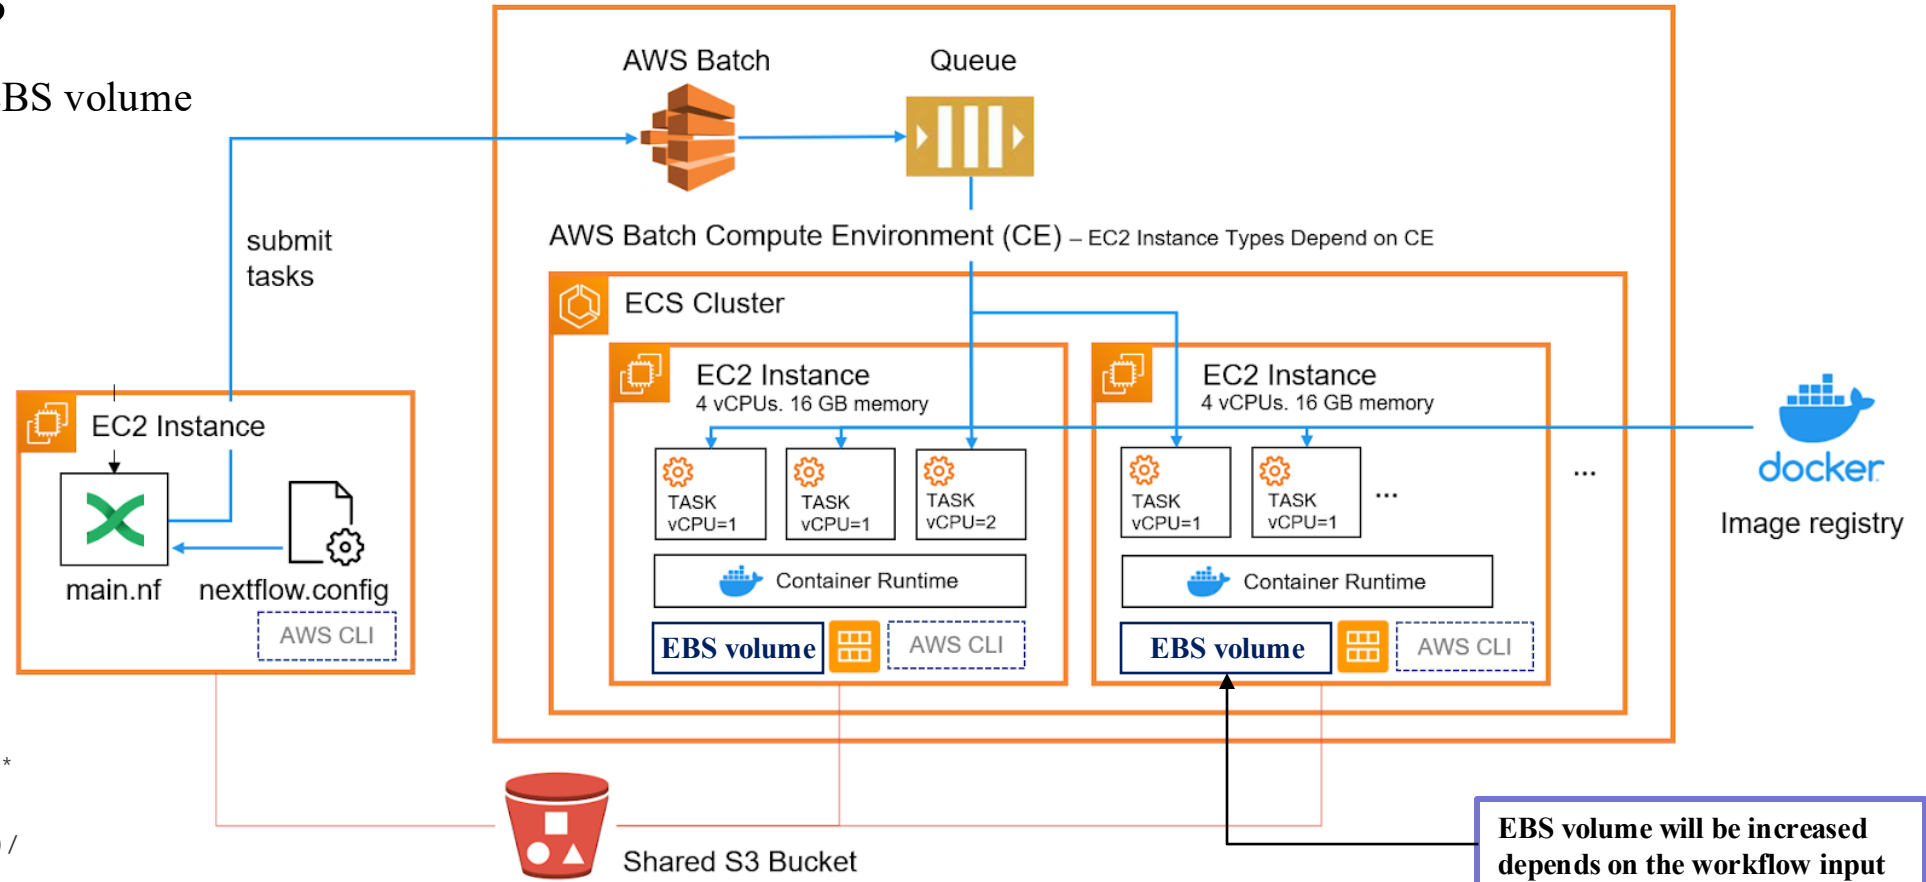 BS volume
AWS Batch
Queue
submit
tasks
AWS Batch Compute Environment (CE) – EC2 Instance Types Depend on CE
ECS Cluster
EC2 Instance
4 vCPUs. 16 GB memory
EC2 Instance
4 vCPUs. 16 GB memory
EC2 Instance
TASK
vCPU=1
TASK
vCPU=1
TASK
vCPU=2
TASK
vCPU=1
TASK
vCPU=1
...
...
docker
Image registry
main.nf
nextflow.config
AWS CLI
Container Runtime
Container Runtime
EBS volume
AWS CLI
EBS volume
AWS CLI
*
/
Shared S3 Bucket
EBS volume will be increased
depends on the workflow input